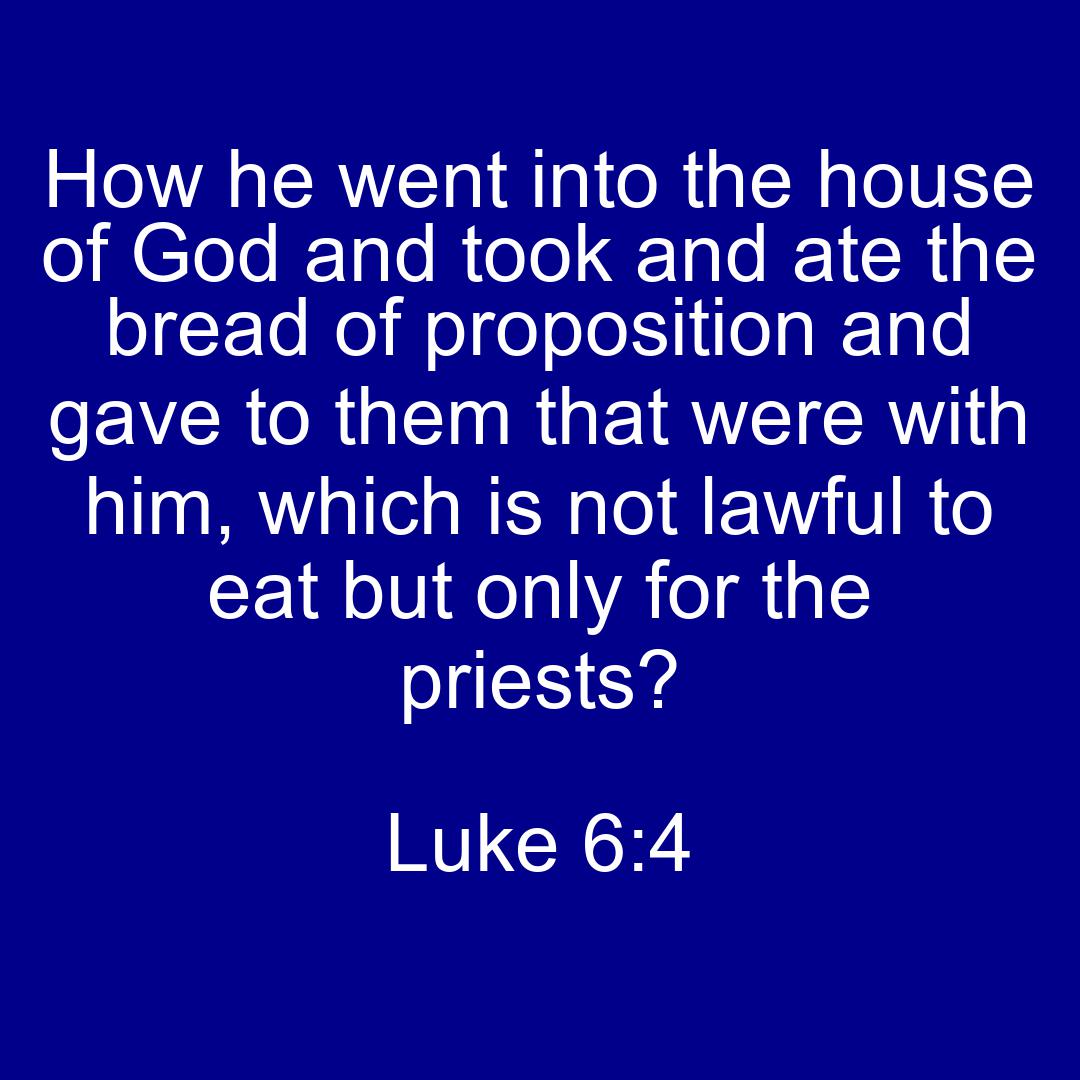 How he went into the house
of God and took and ate the
bread of proposition and
gave to them that were with
him, which is not lawful to
eat but only for the
priests?
Luke 6:4